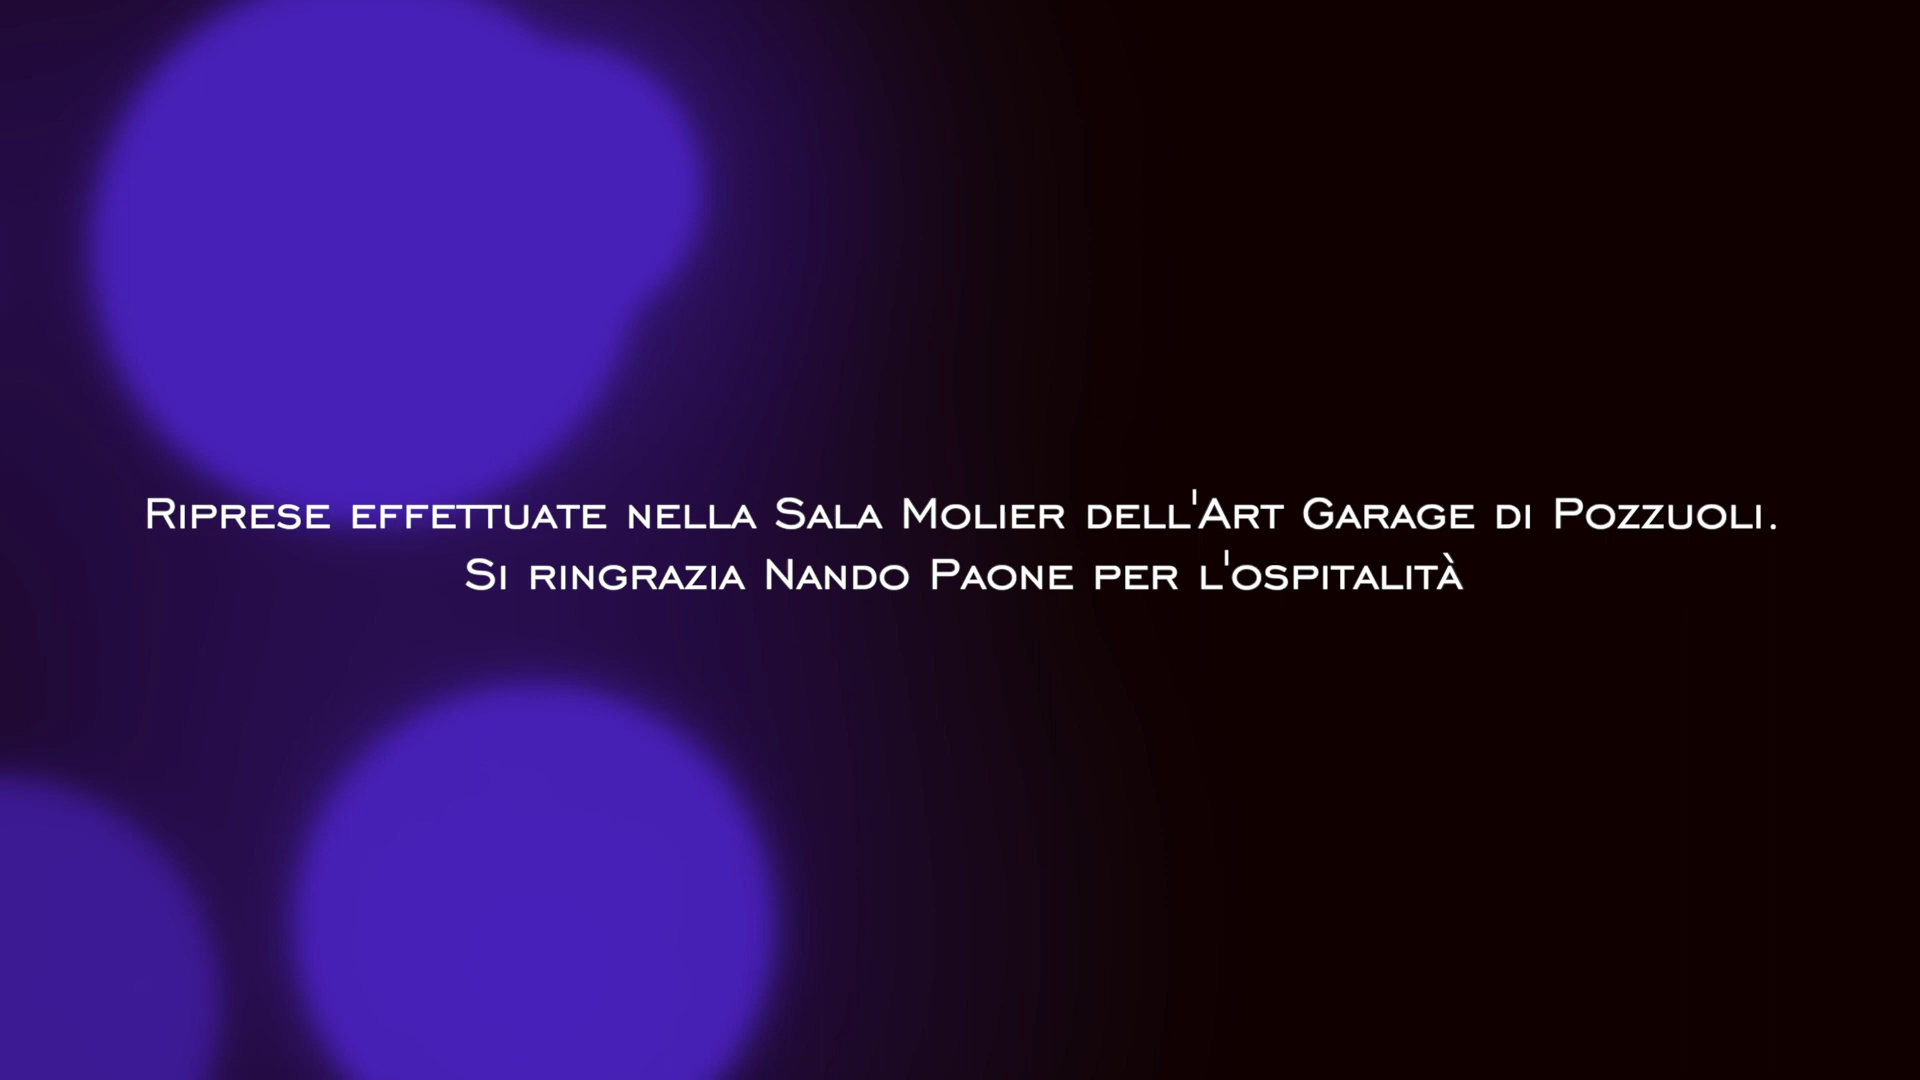 Riprese effettuate nella Sala Molier dell'Art Garage di Pozzuoli.
Si ringrazia Nando Paone per l'ospitalità